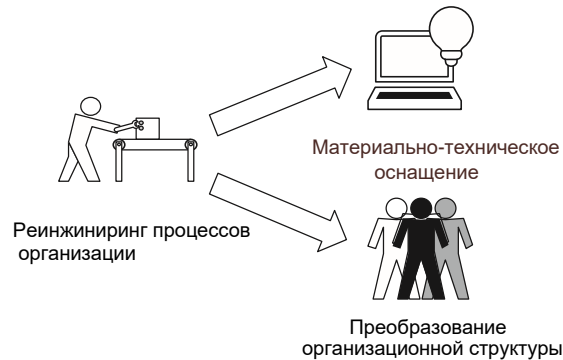 Материально-техническое
оснащение
Реинжиниринг процессов
организации
Преобразование
организационной структуры